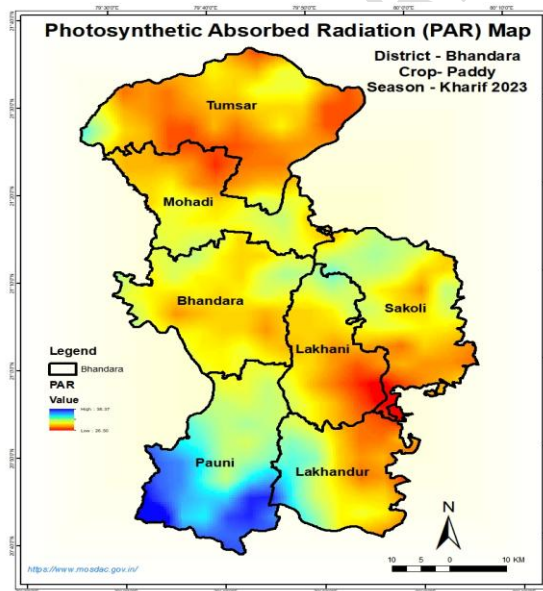 Photosynthetic Absorbed Radiation (PAR) Map
District - Bhandara
Crop- Paddy
Season - Kharif 2023
Tumsar
Mohadi
Bhandara
Sakoli
Lakhani
Legend
Bhandara
PAR
Value
Pauni
Lakhandur
N
10 5 0 10 KM
https://www.mosdac.gov.in/